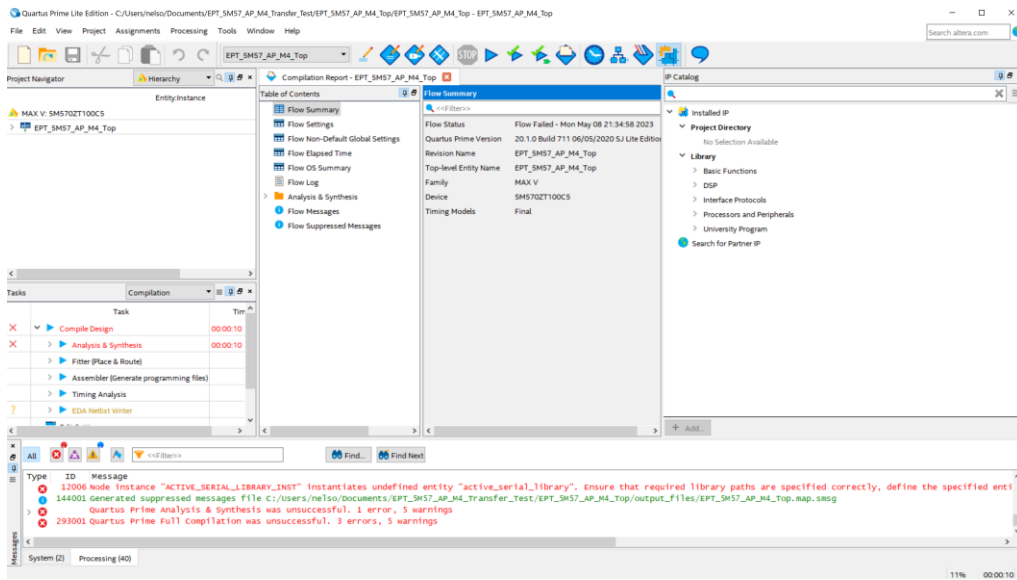 Quartus Prime Lite Edition - C:/Users/nelso/Documents/EPT_5M57_AP_M4_Transfer_Test/EPT_5M57_AP_M4_Top/EPT_5M57_AP_M4_Top - EPT_5M57_AP_M4_Top
File Edit View Project Assignments Processing Tools Window Help
Search altera.com
EPT_5M57_AP_M4_Top
STOP
Project Navigator
Hierarchy
Entity:Instance
MAX V: 5M570ZT100C5
EPT_5M57_AP_M4_Top
Compilation Report - EPT_5M57_AP_M4_Top
Table of Contents
Flow Summary
Flow Settings
Flow Non-Default Global Settings
Flow Elapsed Time
Flow OS Summary
Flow Log
Analysis & Synthesis
Flow Messages
Flow Suppressed Messages
Flow Summary
<<Filter>>
Flow Status Flow Failed - Mon May 08 21:34:58 2023
Quartus Prime Version 20.1.0 Build 711 06/05/2020 SJ Lite Edition
Revision Name EPT_5M57_AP_M4_Top
Top-level Entity Name EPT_5M57_AP_M4_Top
Family MAX V
Device 5M570ZT100C5
Timing Models Final
IP Catalog
Installed IP
Project Directory
No Selection Available
Library
Basic Functions
DSP
Interface Protocols
Processors and Peripherals
University Program
Search for Partner IP
+ Add...
Tasks
Compilation
Task Tim
Compile Design 00:00:10
Analysis & Synthesis 00:00:10
Fitter (Place & Route)
Assembler (Generate programming files)
Timing Analysis
EDA Netlist Writer
All
<<Filter>>
Find...
Find Next
Type ID Message
12006 Node instance "ACTIVE_SERIAL_LIBRARY_INST" instantiates undefined entity "active_serial_library". Ensure that required library paths are specified correctly, define the specified enti
144001 Generated suppressed messages file C:/Users/nelso/Documents/EPT_5M57_AP_M4_Transfer_Test/EPT_5M57_AP_M4_Top/output_files/EPT_5M57_AP_M4_Top.map.smsg
Quartus Prime Analysis & Synthesis was unsuccessful. 1 error, 5 warnings
293001 Quartus Prime Full Compilation was unsuccessful. 3 errors, 5 warnings
Messages
System (2) Processing (40)
11% 00:00:10